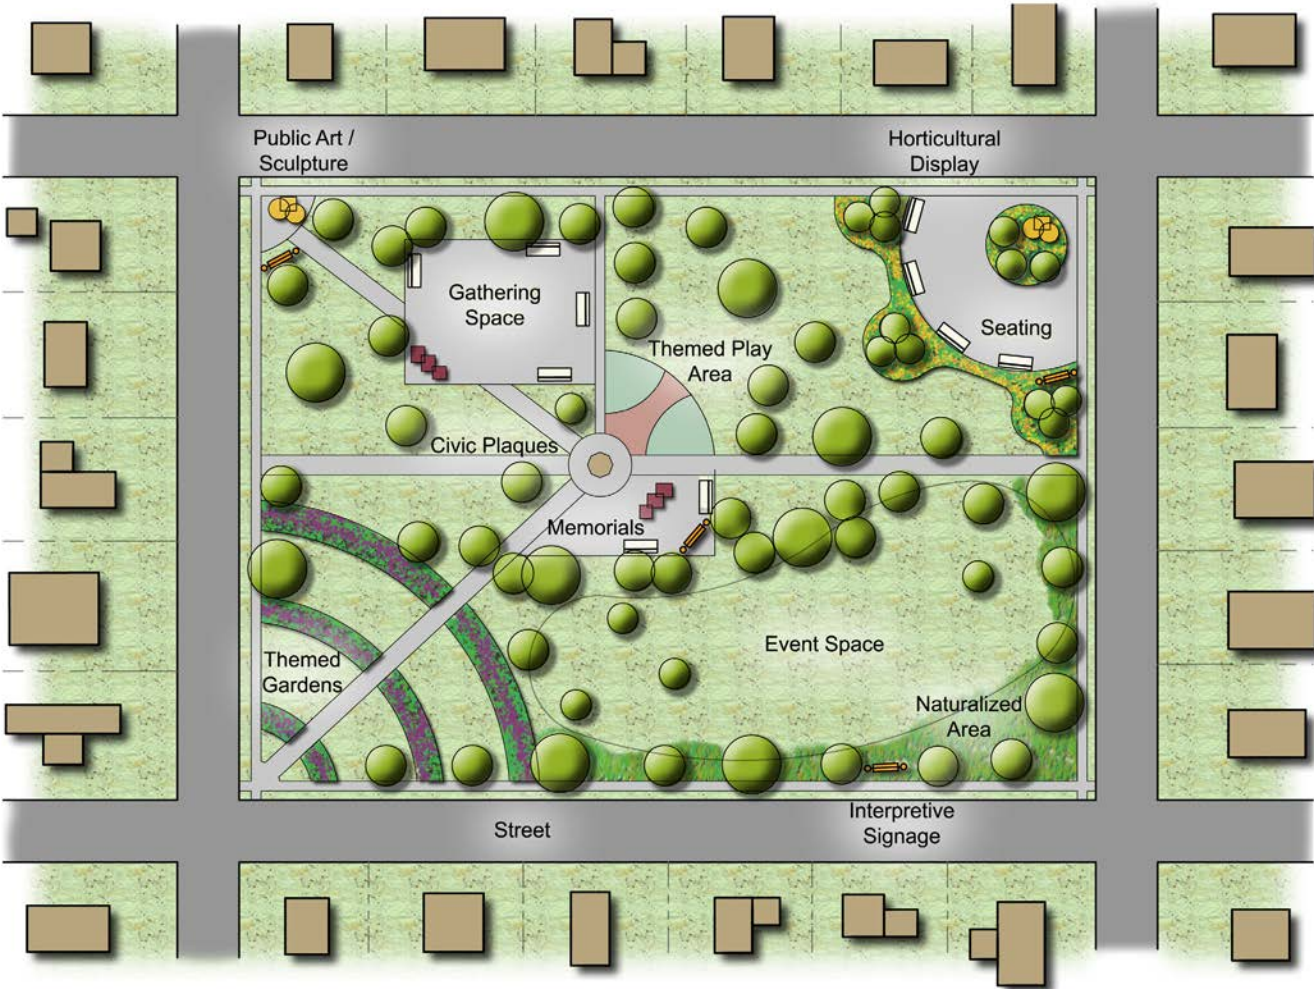 Public Art /
Sculpture
Horticultural
Display
Gathering
Space
Seating
Themed Play
Area
Civic Plaques
Memorials
Event Space
Themed
Gardens
Naturalized
Area
Interpretive
Signage
Street